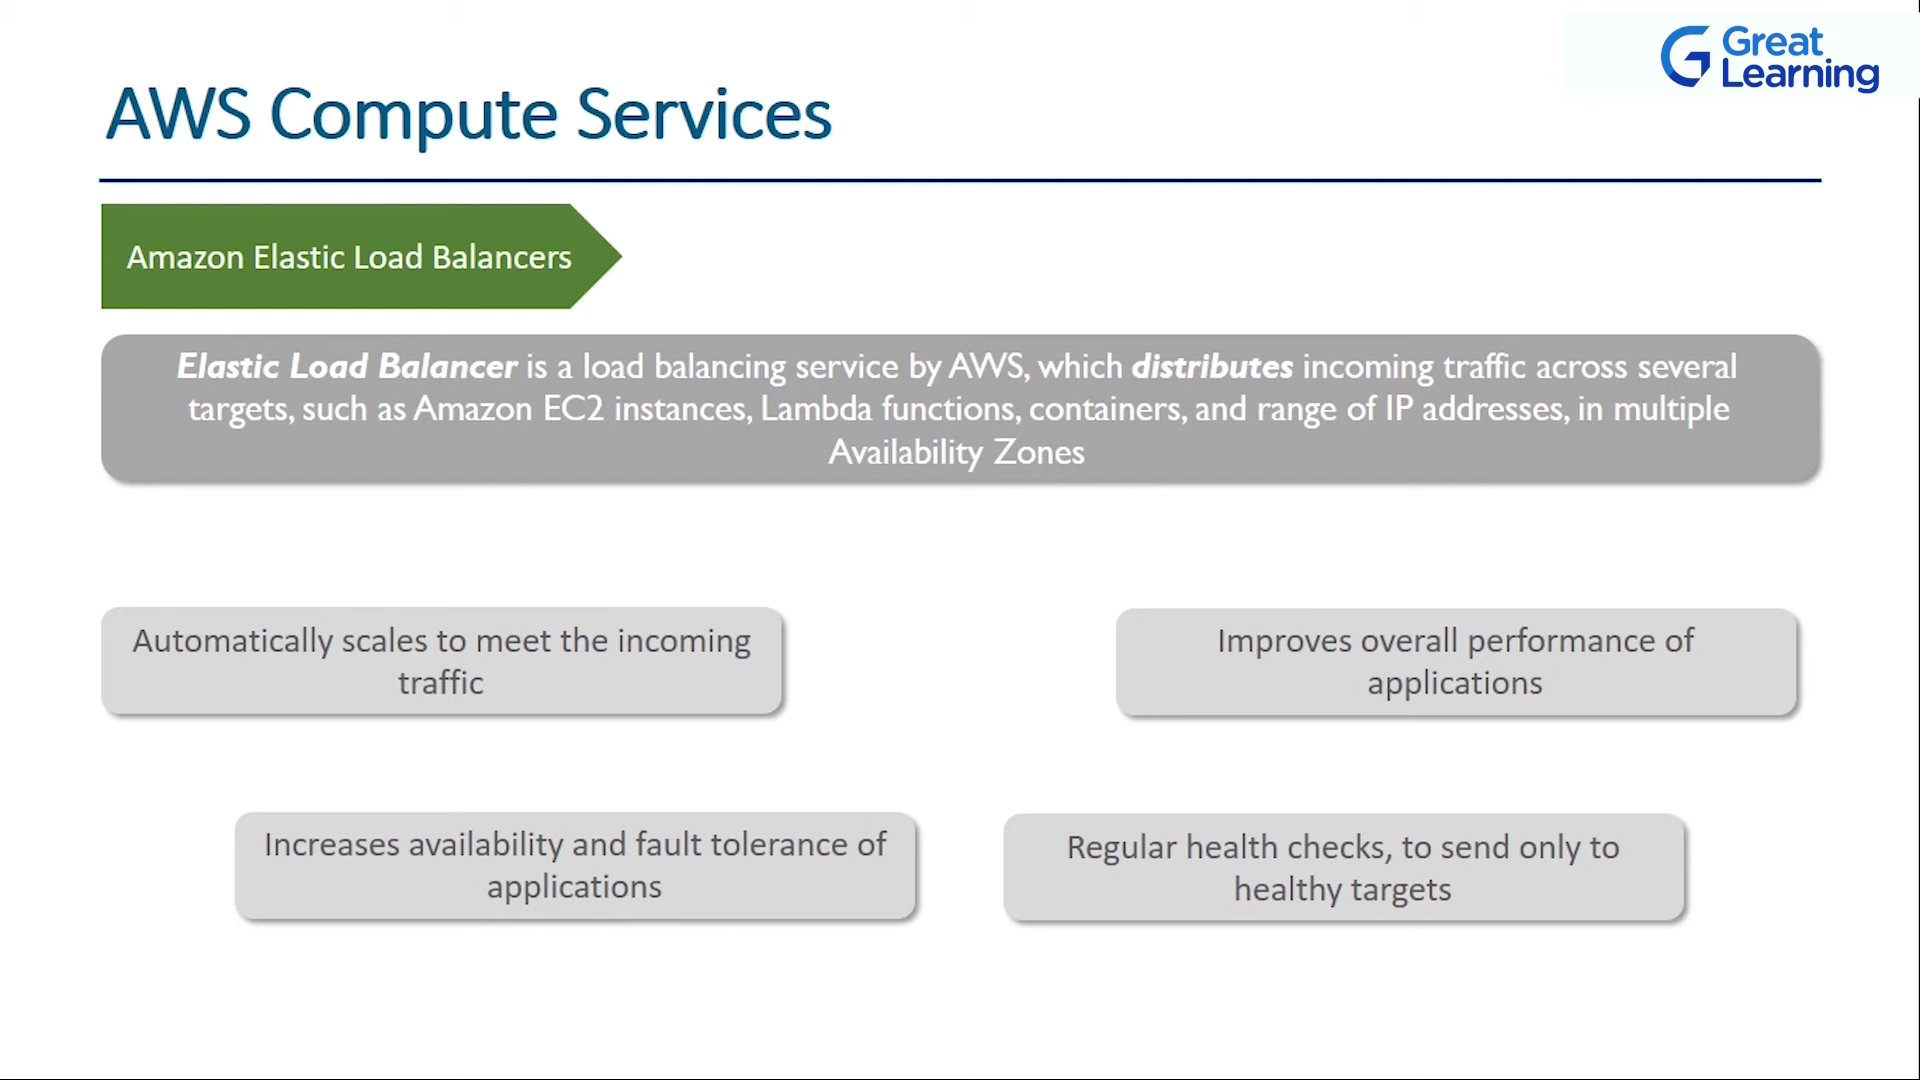 Great
Learning
AWS Compute Services
Amazon Elastic Load Balancers
Elastic Load Balancer is a load balancing service by AWS, which distributes incoming traffic across several
targets, such as Amazon EC2 instances, Lambda functions, containers, and range of IP addresses, in multiple
Availability Zones
Automatically scales to meet the incoming
traffic
Improves overall performance of
applications
Increases availability and fault tolerance of
applications
Regular health checks, to send only to
healthy targets